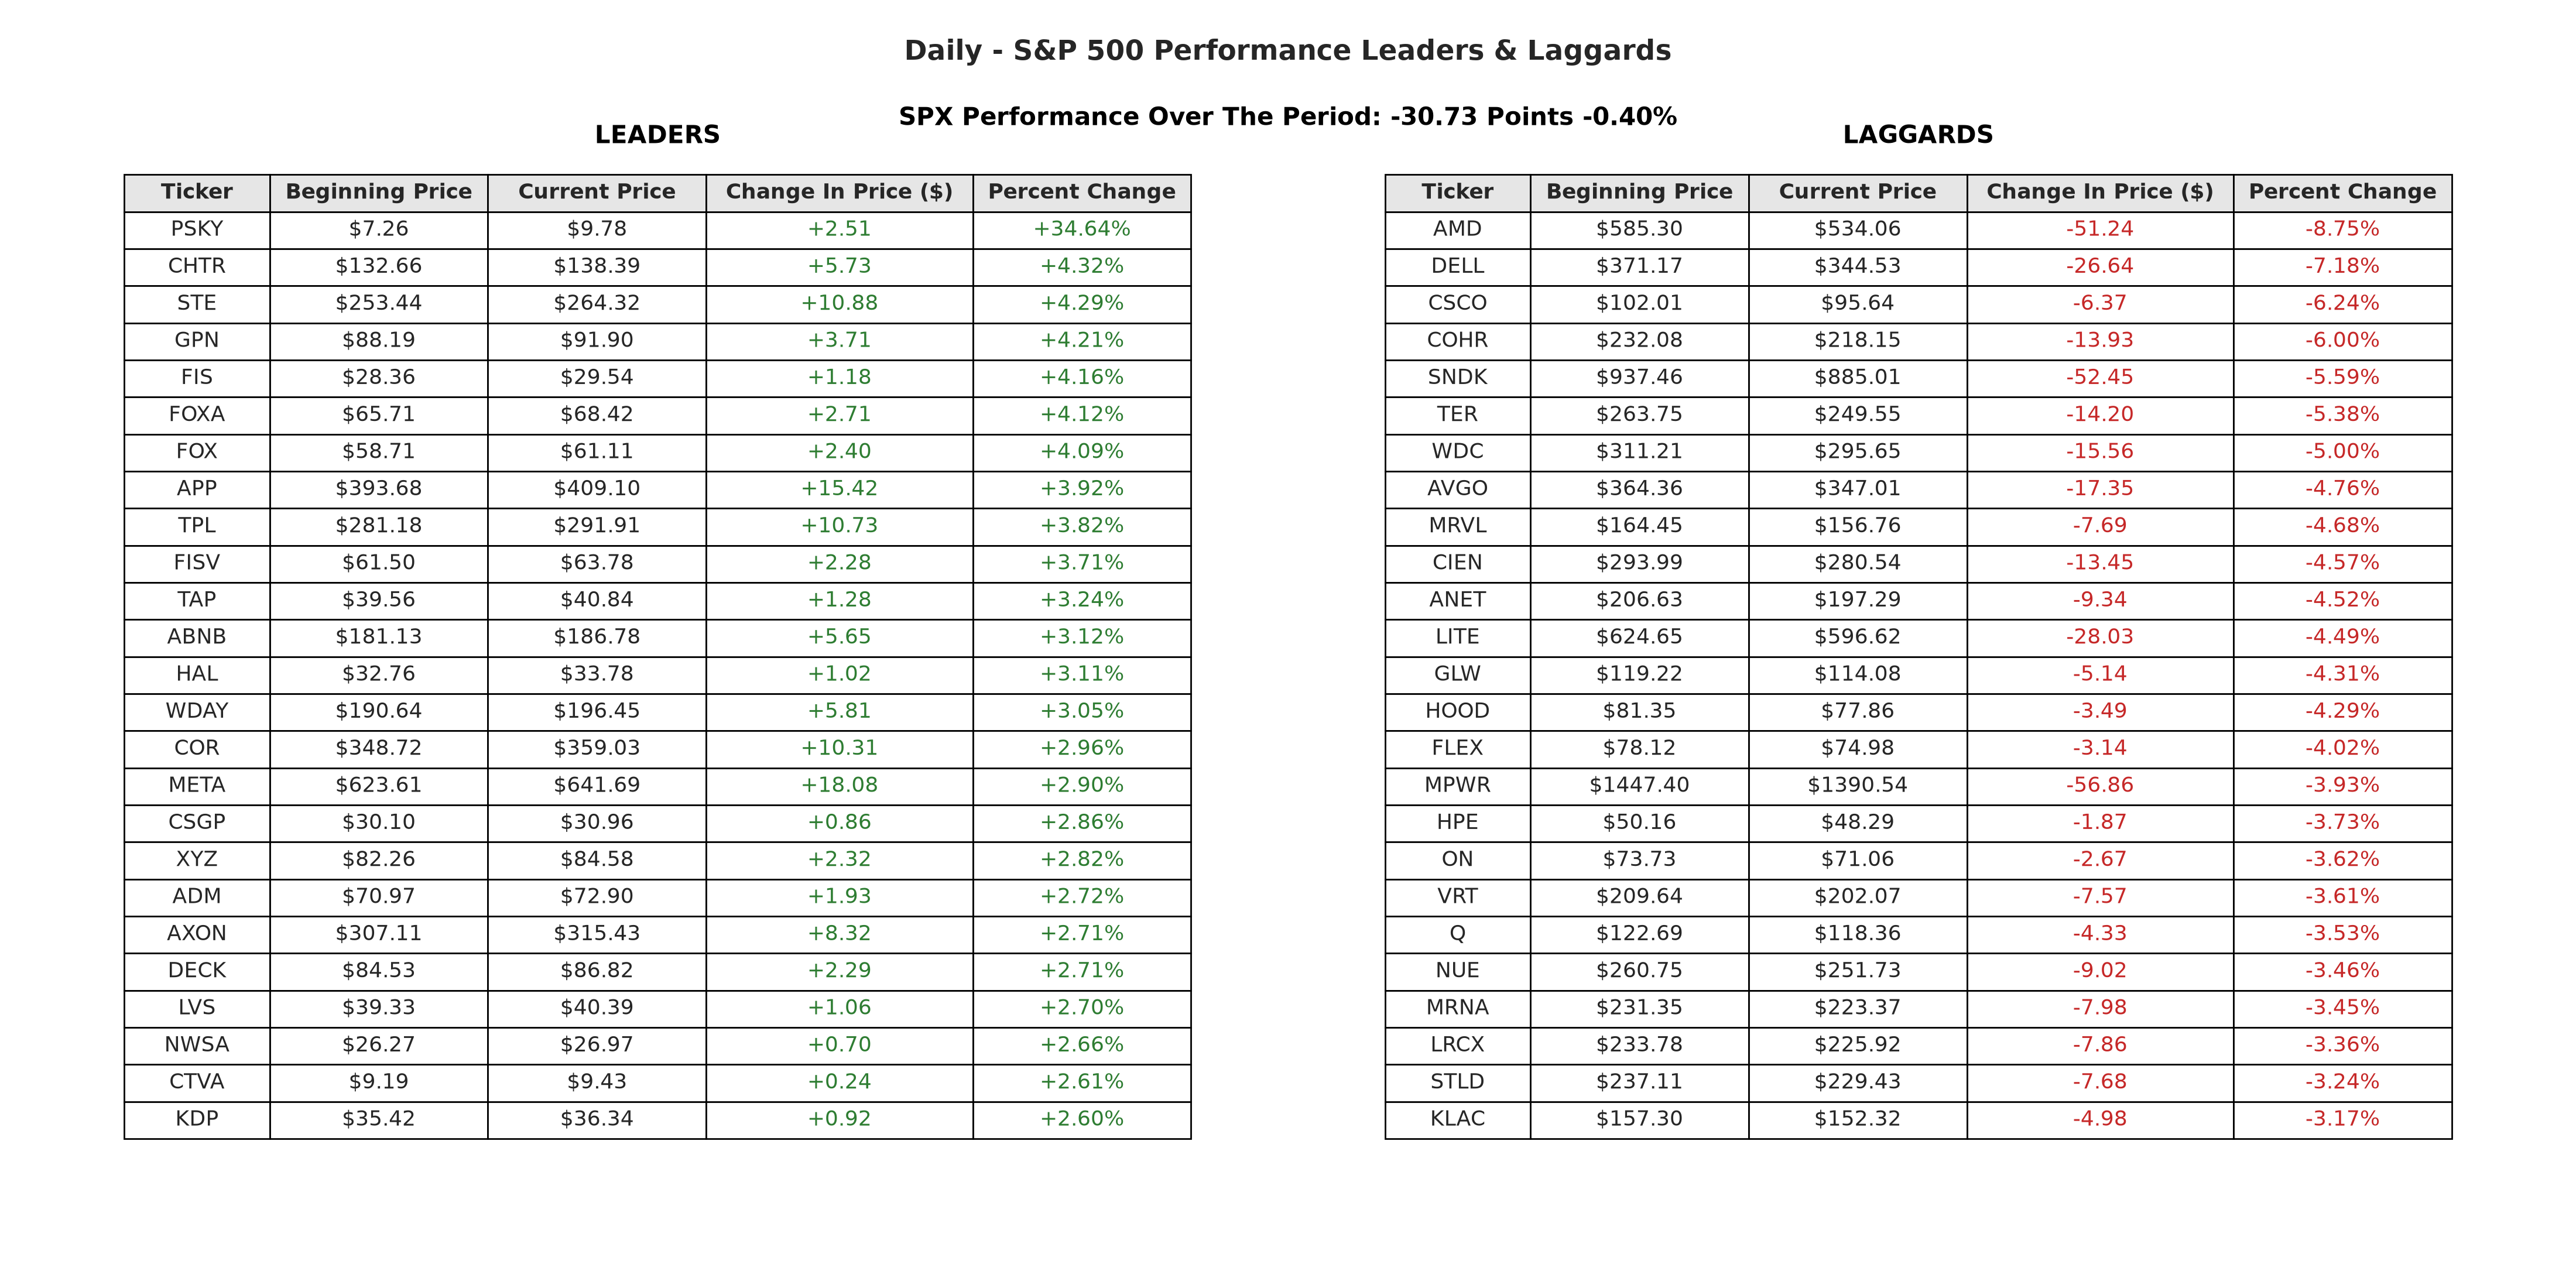 Daily - S&P 500 Performance Leaders & Laggards
SPX Performance Over The Period: -30.73 Points -0.40%
LEADERS
Ticker Beginning Price Current Price Change In Price ($) Percent Change
PSKY $7.26 $9.78 +2.51 +34.64%
CHTR $132.66 $138.39 +5.73 +4.32%
STE $253.44 $264.32 +10.88 +4.29%
GPN $88.19 $91.90 +3.71 +4.21%
FIS $28.36 $29.54 +1.18 +4.16%
FOXA $65.71 $68.42 +2.71 +4.12%
FOX $58.71 $61.11 +2.40 +4.09%
APP $393.68 $409.10 +15.42 +3.92%
TPL $281.18 $291.91 +10.73 +3.82%
FISV $61.50 $63.78 +2.28 +3.71%
TAP $39.56 $40.84 +1.28 +3.24%
ABNB $181.13 $186.78 +5.65 +3.12%
HAL $32.76 $33.78 +1.02 +3.11%
WDAY $190.64 $196.45 +5.81 +3.05%
COR $348.72 $359.03 +10.31 +2.96%
META $623.61 $641.69 +18.08 +2.90%
CSGP $30.10 $30.96 +0.86 +2.86%
XYZ $82.26 $84.58 +2.32 +2.82%
ADM $70.97 $72.90 +1.93 +2.72%
AXON $307.11 $315.43 +8.32 +2.71%
DECK $84.53 $86.82 +2.29 +2.71%
LVS $39.33 $40.39 +1.06 +2.70%
NWSA $26.27 $26.97 +0.70 +2.66%
CTVA $9.19 $9.43 +0.24 +2.61%
KDP $35.42 $36.34 +0.92 +2.60%
LAGGARDS
Ticker Beginning Price Current Price Change In Price ($) Percent Change
AMD $585.30 $534.06 -51.24 -8.75%
DELL $371.17 $344.53 -26.64 -7.18%
CSCO $102.01 $95.64 -6.37 -6.24%
COHR $232.08 $218.15 -13.93 -6.00%
SNDK $937.46 $885.01 -52.45 -5.59%
TER $263.75 $249.55 -14.20 -5.38%
WDC $311.21 $295.65 -15.56 -5.00%
AVGO $364.36 $347.01 -17.35 -4.76%
MRVL $164.45 $156.76 -7.69 -4.68%
CIEN $293.99 $280.54 -13.45 -4.57%
ANET $206.63 $197.29 -9.34 -4.52%
LITE $624.65 $596.62 -28.03 -4.49%
GLW $119.22 $114.08 -5.14 -4.31%
HOOD $81.35 $77.86 -3.49 -4.29%
FLEX $78.12 $74.98 -3.14 -4.02%
MPWR $1447.40 $1390.54 -56.86 -3.93%
HPE $50.16 $48.29 -1.87 -3.73%
ON $73.73 $71.06 -2.67 -3.62%
VRT $209.64 $202.07 -7.57 -3.61%
Q $122.69 $118.36 -4.33 -3.53%
NUE $260.75 $251.73 -9.02 -3.46%
MRNA $231.35 $223.37 -7.98 -3.45%
LRCX $233.78 $225.92 -7.86 -3.36%
STLD $237.11 $229.43 -7.68 -3.24%
KLAC $157.30 $152.32 -4.98 -3.17%